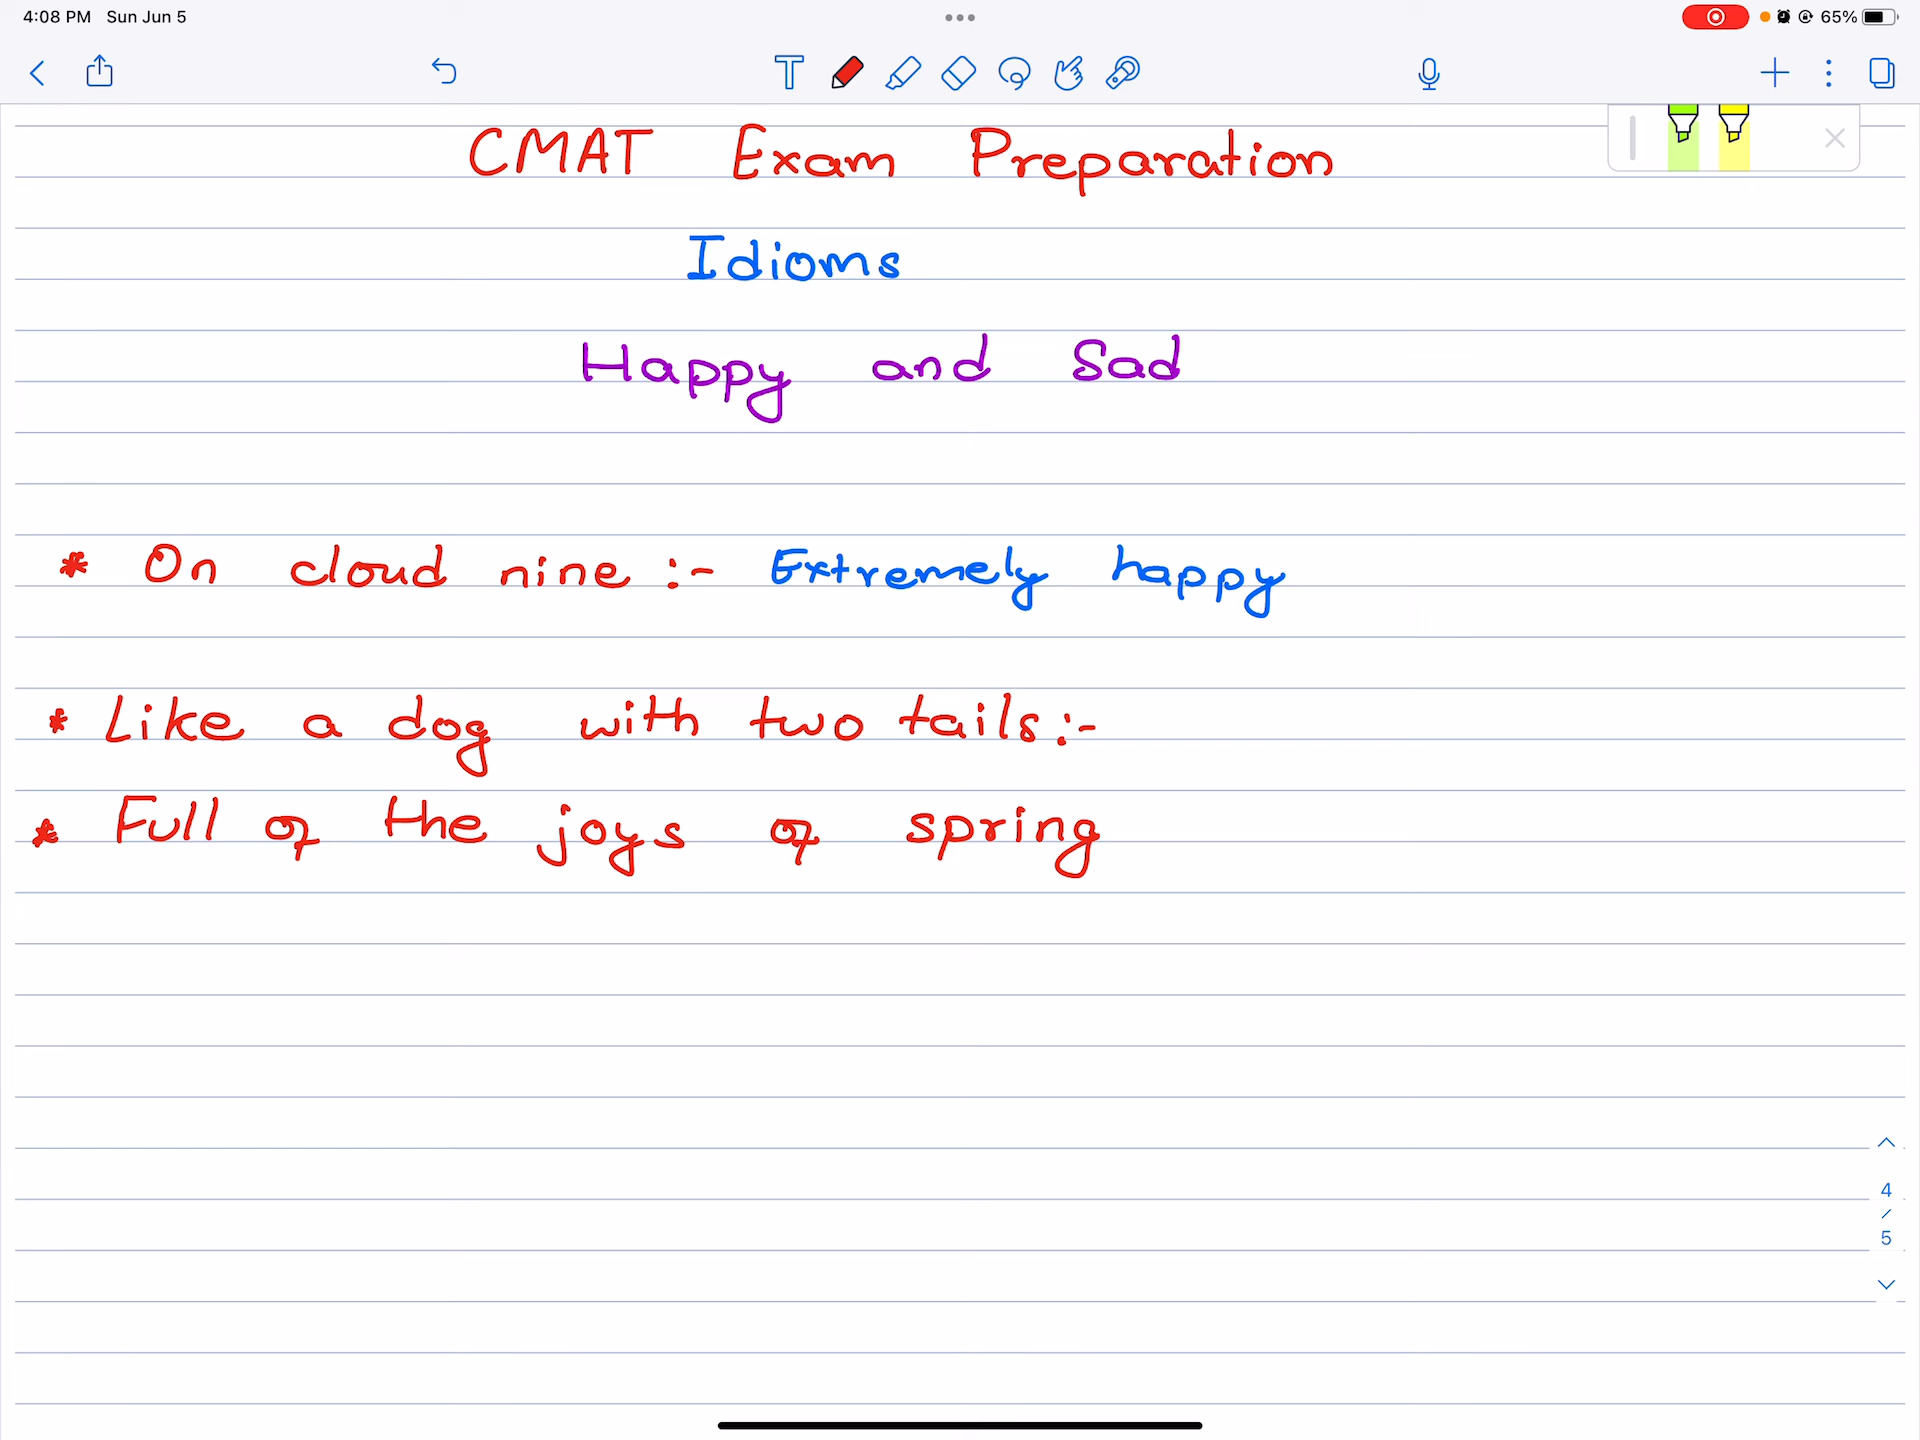 4:08 PM Sun Jun 5
65%
CMAT Exam Preparation
Idioms
Happy and Sad
* On cloud nine :- Extremely happy
* Like a dog with two tails :-
* Full of the joys of spring
4
/
5